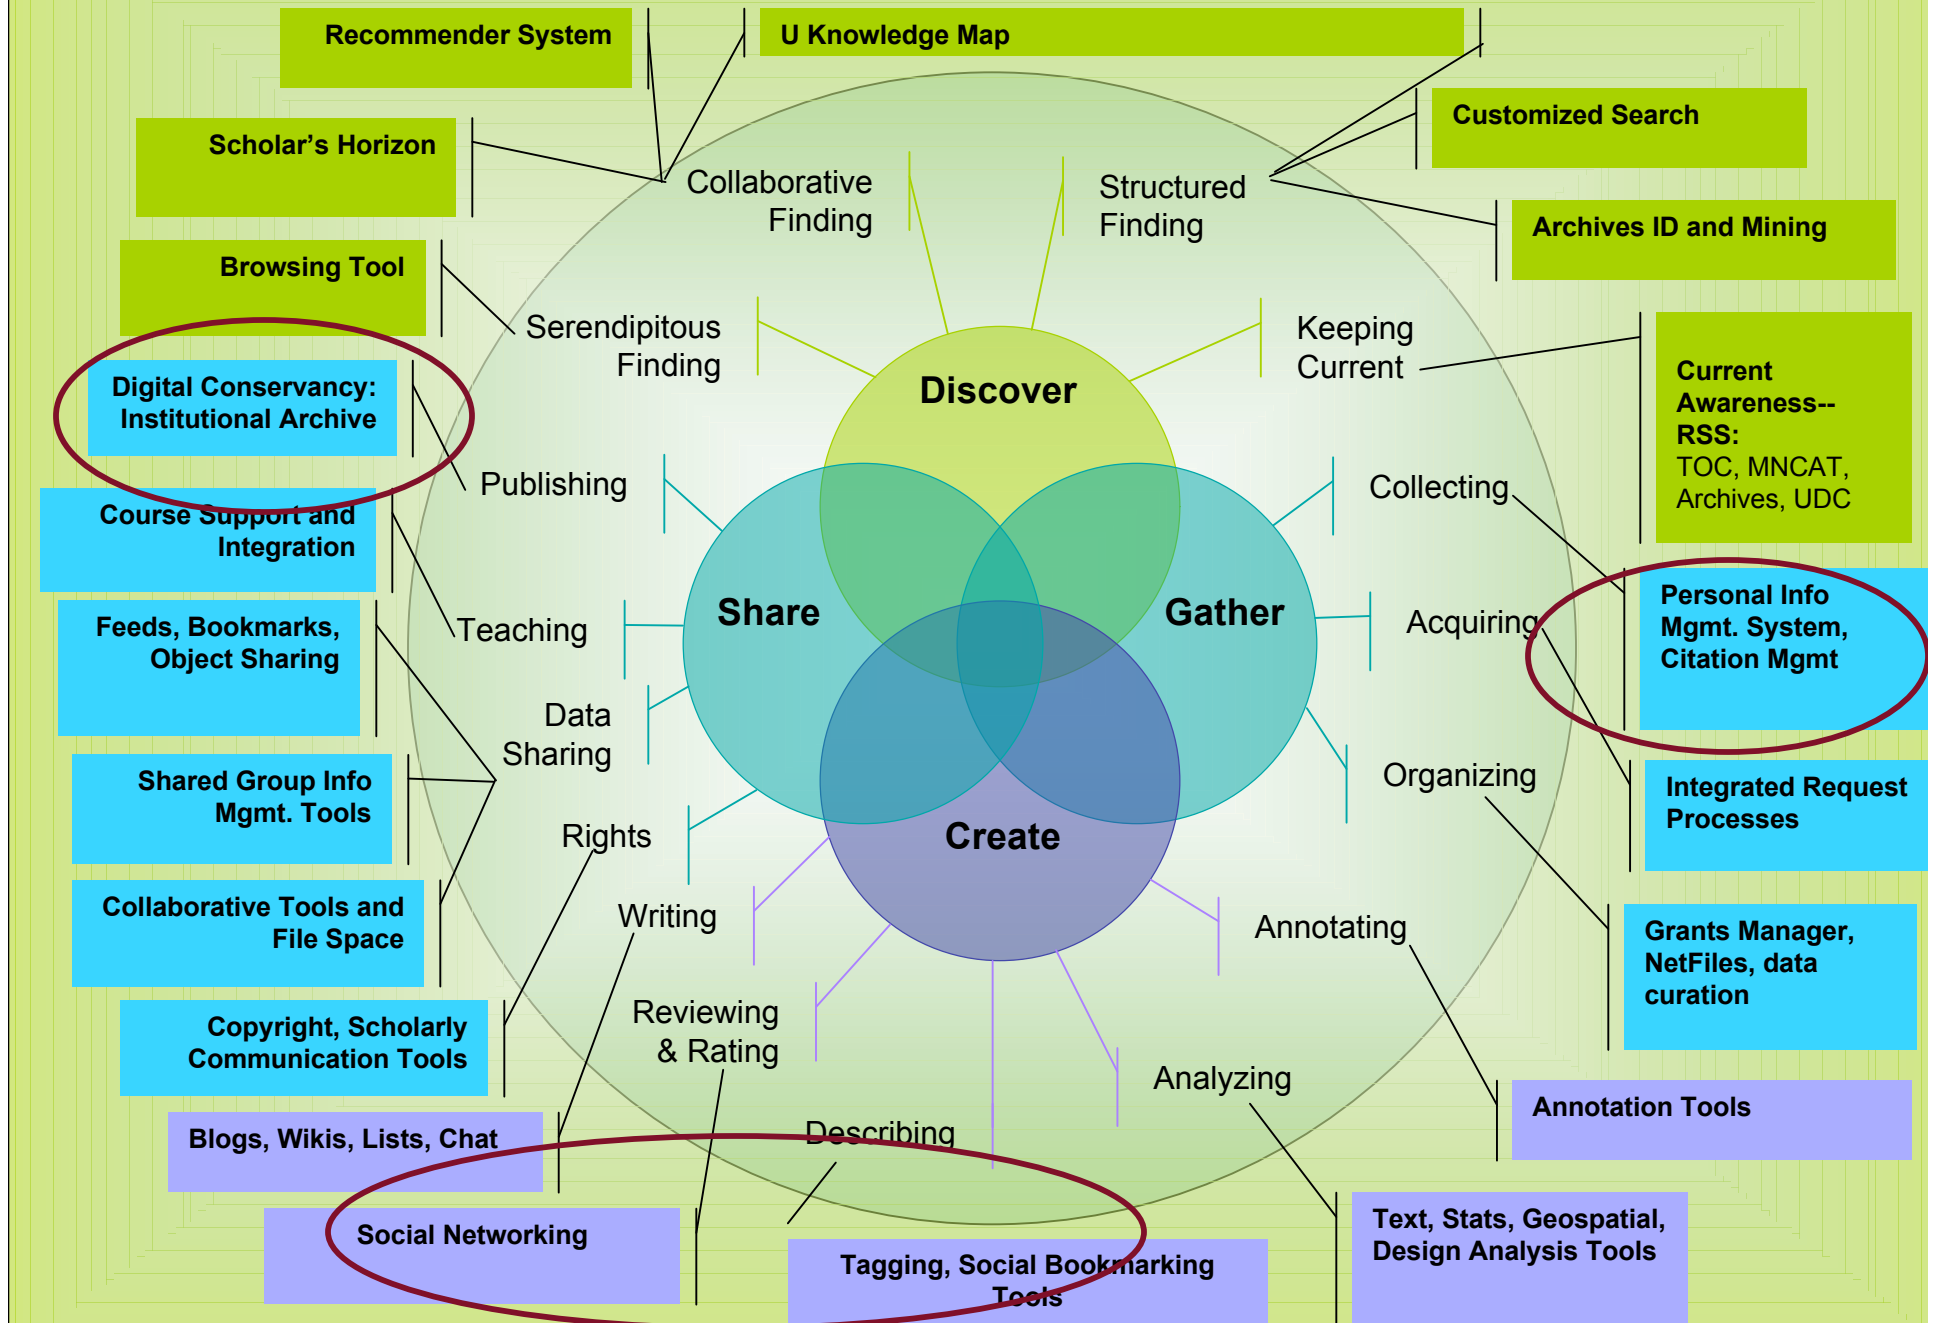 Recommender System
U Knowledge Map
Customized Search
Scholar’s Horizon
Collaborative
Finding
Structured
Finding
Archives ID and Mining
Browsing Tool
Serendipitous
Finding
Keeping
Current
Current
Awareness--
RSS:
TOC, MNCAT,
Archives, UDC
Discover
Digital Conservancy:
Institutional Archive
Publishing
Collecting
Course Support and
Integration
Share
Gather
Personal Info
Mgmt. System,
Citation Mgmt
Feeds, Bookmarks,
Object Sharing
Teaching
Acquiring
Data
Sharing
Shared Group Info
Mgmt. Tools
Organizing
Integrated Request
Processes
Rights
Create
Collaborative Tools and
File Space
Writing
Annotating
Grants Manager,
NetFiles, data
curation
Copyright, Scholarly
Communication Tools
Reviewing
& Rating
Analyzing
Annotation Tools
Blogs, Wikis, Lists, Chat
Describing
Social Networking
Tagging, Social Bookmarking
Tools
Text, Stats, Geospatial,
Design Analysis Tools